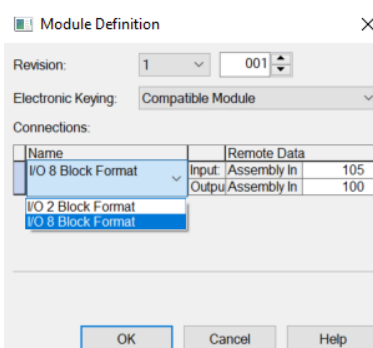 Module Definition
Revision: 1 001
Electronic Keying: Compatible Module
Connections:
Name Remote Data
I/O 8 Block Format Input: Assembly In 105
Outpu Assembly In 100
I/O 2 Block Format
I/O 8 Block Format
OK Cancel Help